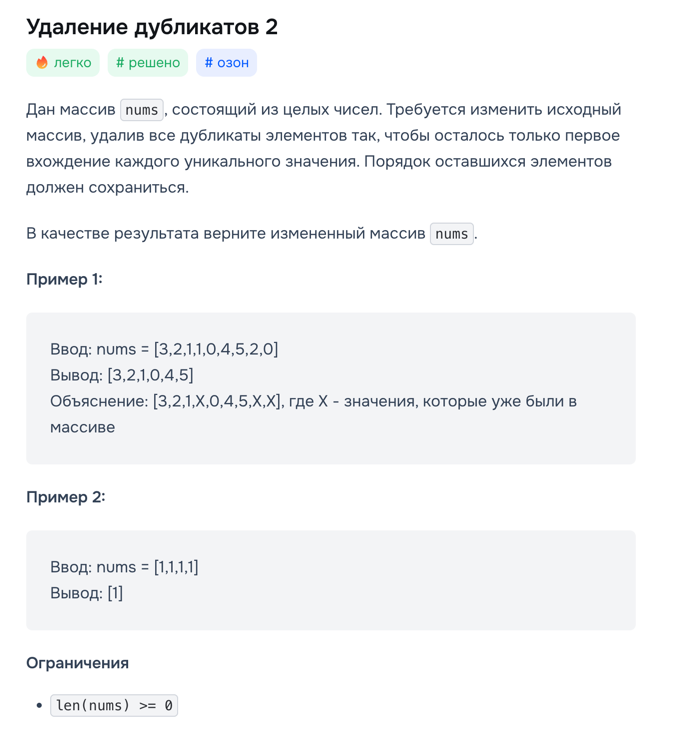 Удаление дубликатов 2
🔥 легко # решено # озон
Дан массив nums, состоящий из целых чисел. Требуется изменить исходный
массив, удалив все дубликаты элементов так, чтобы осталось только первое
вхождение каждого уникального значения. Порядок оставшихся элементов
должен сохраниться.
В качестве результата верните измененный массив nums.
Пример 1:
Ввод: nums = [3,2,1,1,0,4,5,2,0]
Вывод: [3,2,1,0,4,5]
Объяснение: [3,2,1,X,0,4,5,X,X], где X - значения, которые уже были в
массиве
Пример 2:
Ввод: nums = [1,1,1,1]
Вывод: [1]
Ограничения
• len(nums) >= 0